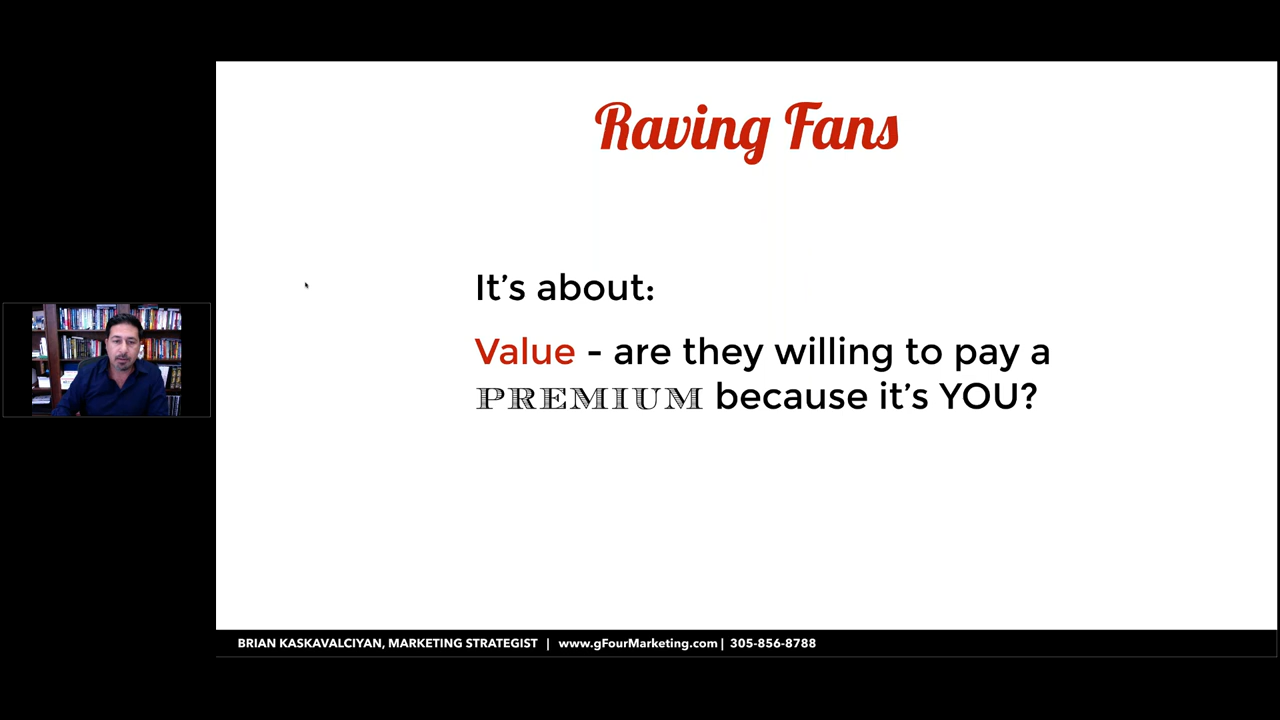 Raving Fans
It's about:
Value - are they willing to pay a
PREMIUM because it's YOU?
BRIAN KASKAVALCIYAN, MARKETING STRATEGIST | www.gFourMarketing.com | 305-856-8788